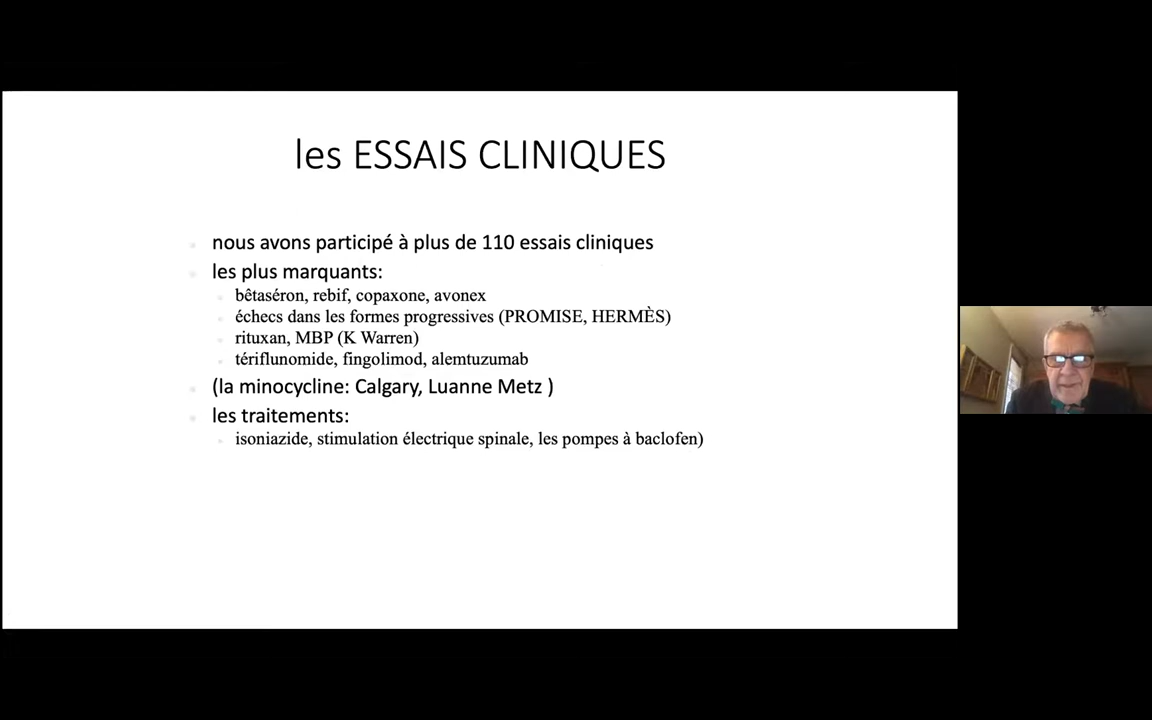 les ESSAIS CLINIQUES
nous avons participé à plus de 110 essais cliniques
les plus marquants:
bêtaséron, rebif, copaxone, avonex
échecs dans les formes progressives (PROMISE, HERMÈS)
rituxan, MBP (K Warren)
tériflunomide, fingolimod, alemtuzumab
(la minocycline: Calgary, Luanne Metz )
les traitements:
isoniazide, stimulation électrique spinale, les pompes à baclofen)